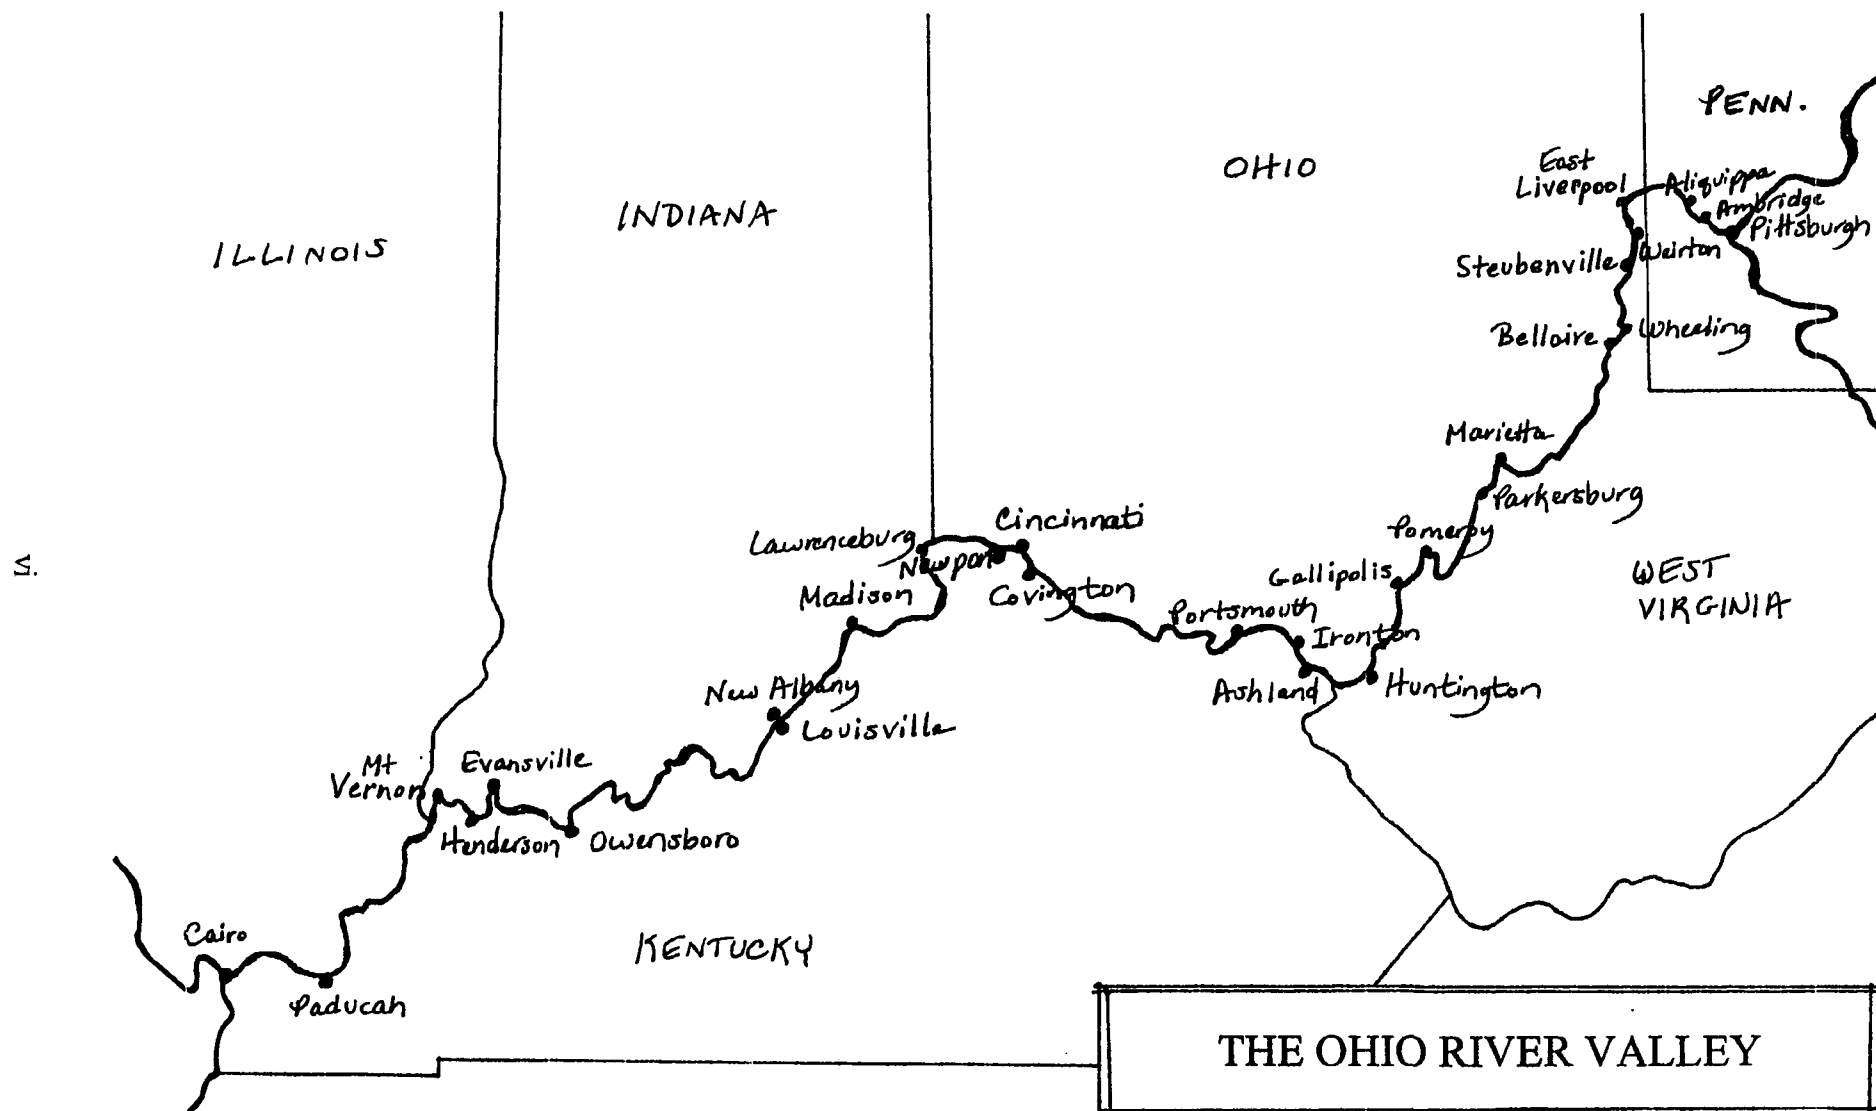 PENN.
OHIO
INDIANA
ILLINOIS
East
Liverpool
Aliquippa
Ambridge
Pittsburgh
Weirton
Steubenville
Wheeling
Bellaire
Marietta
Parkersburg
Pomeroy
Gallipolis
WEST
VIRGINIA
Cincinnati
Lawrenceburg
Newport
Covington
Madison
Portsmouth
Ironton
Ashland
Huntington
New Albany
Louisville
Mt
Vernon
Evansville
Henderson
Owensboro
Cairo
Paducah
KENTUCKY
THE OHIO RIVER VALLEY